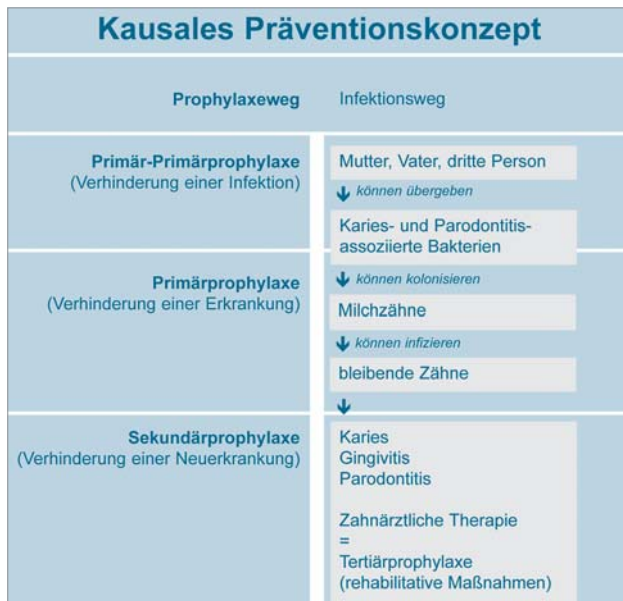 Kausales Präventionskonzept
Prophylaxeweg
Infektionsweg
Primär-Primärprophylaxe
(Verhinderung einer Infektion)
Mutter, Vater, dritte Person
können übergeben
Karies- und Parodontitis-
assoziierte Bakterien
Primärprophylaxe
(Verhinderung einer Erkrankung)
können kolonisieren
Milchzähne
können infizieren
bleibende Zähne
Sekundärprophylaxe
(Verhinderung einer Neuerkrankung)
Karies
Gingivitis
Parodontitis
Zahnärztliche Therapie
=
Tertiärprophylaxe
(rehabilitative Maßnahmen)